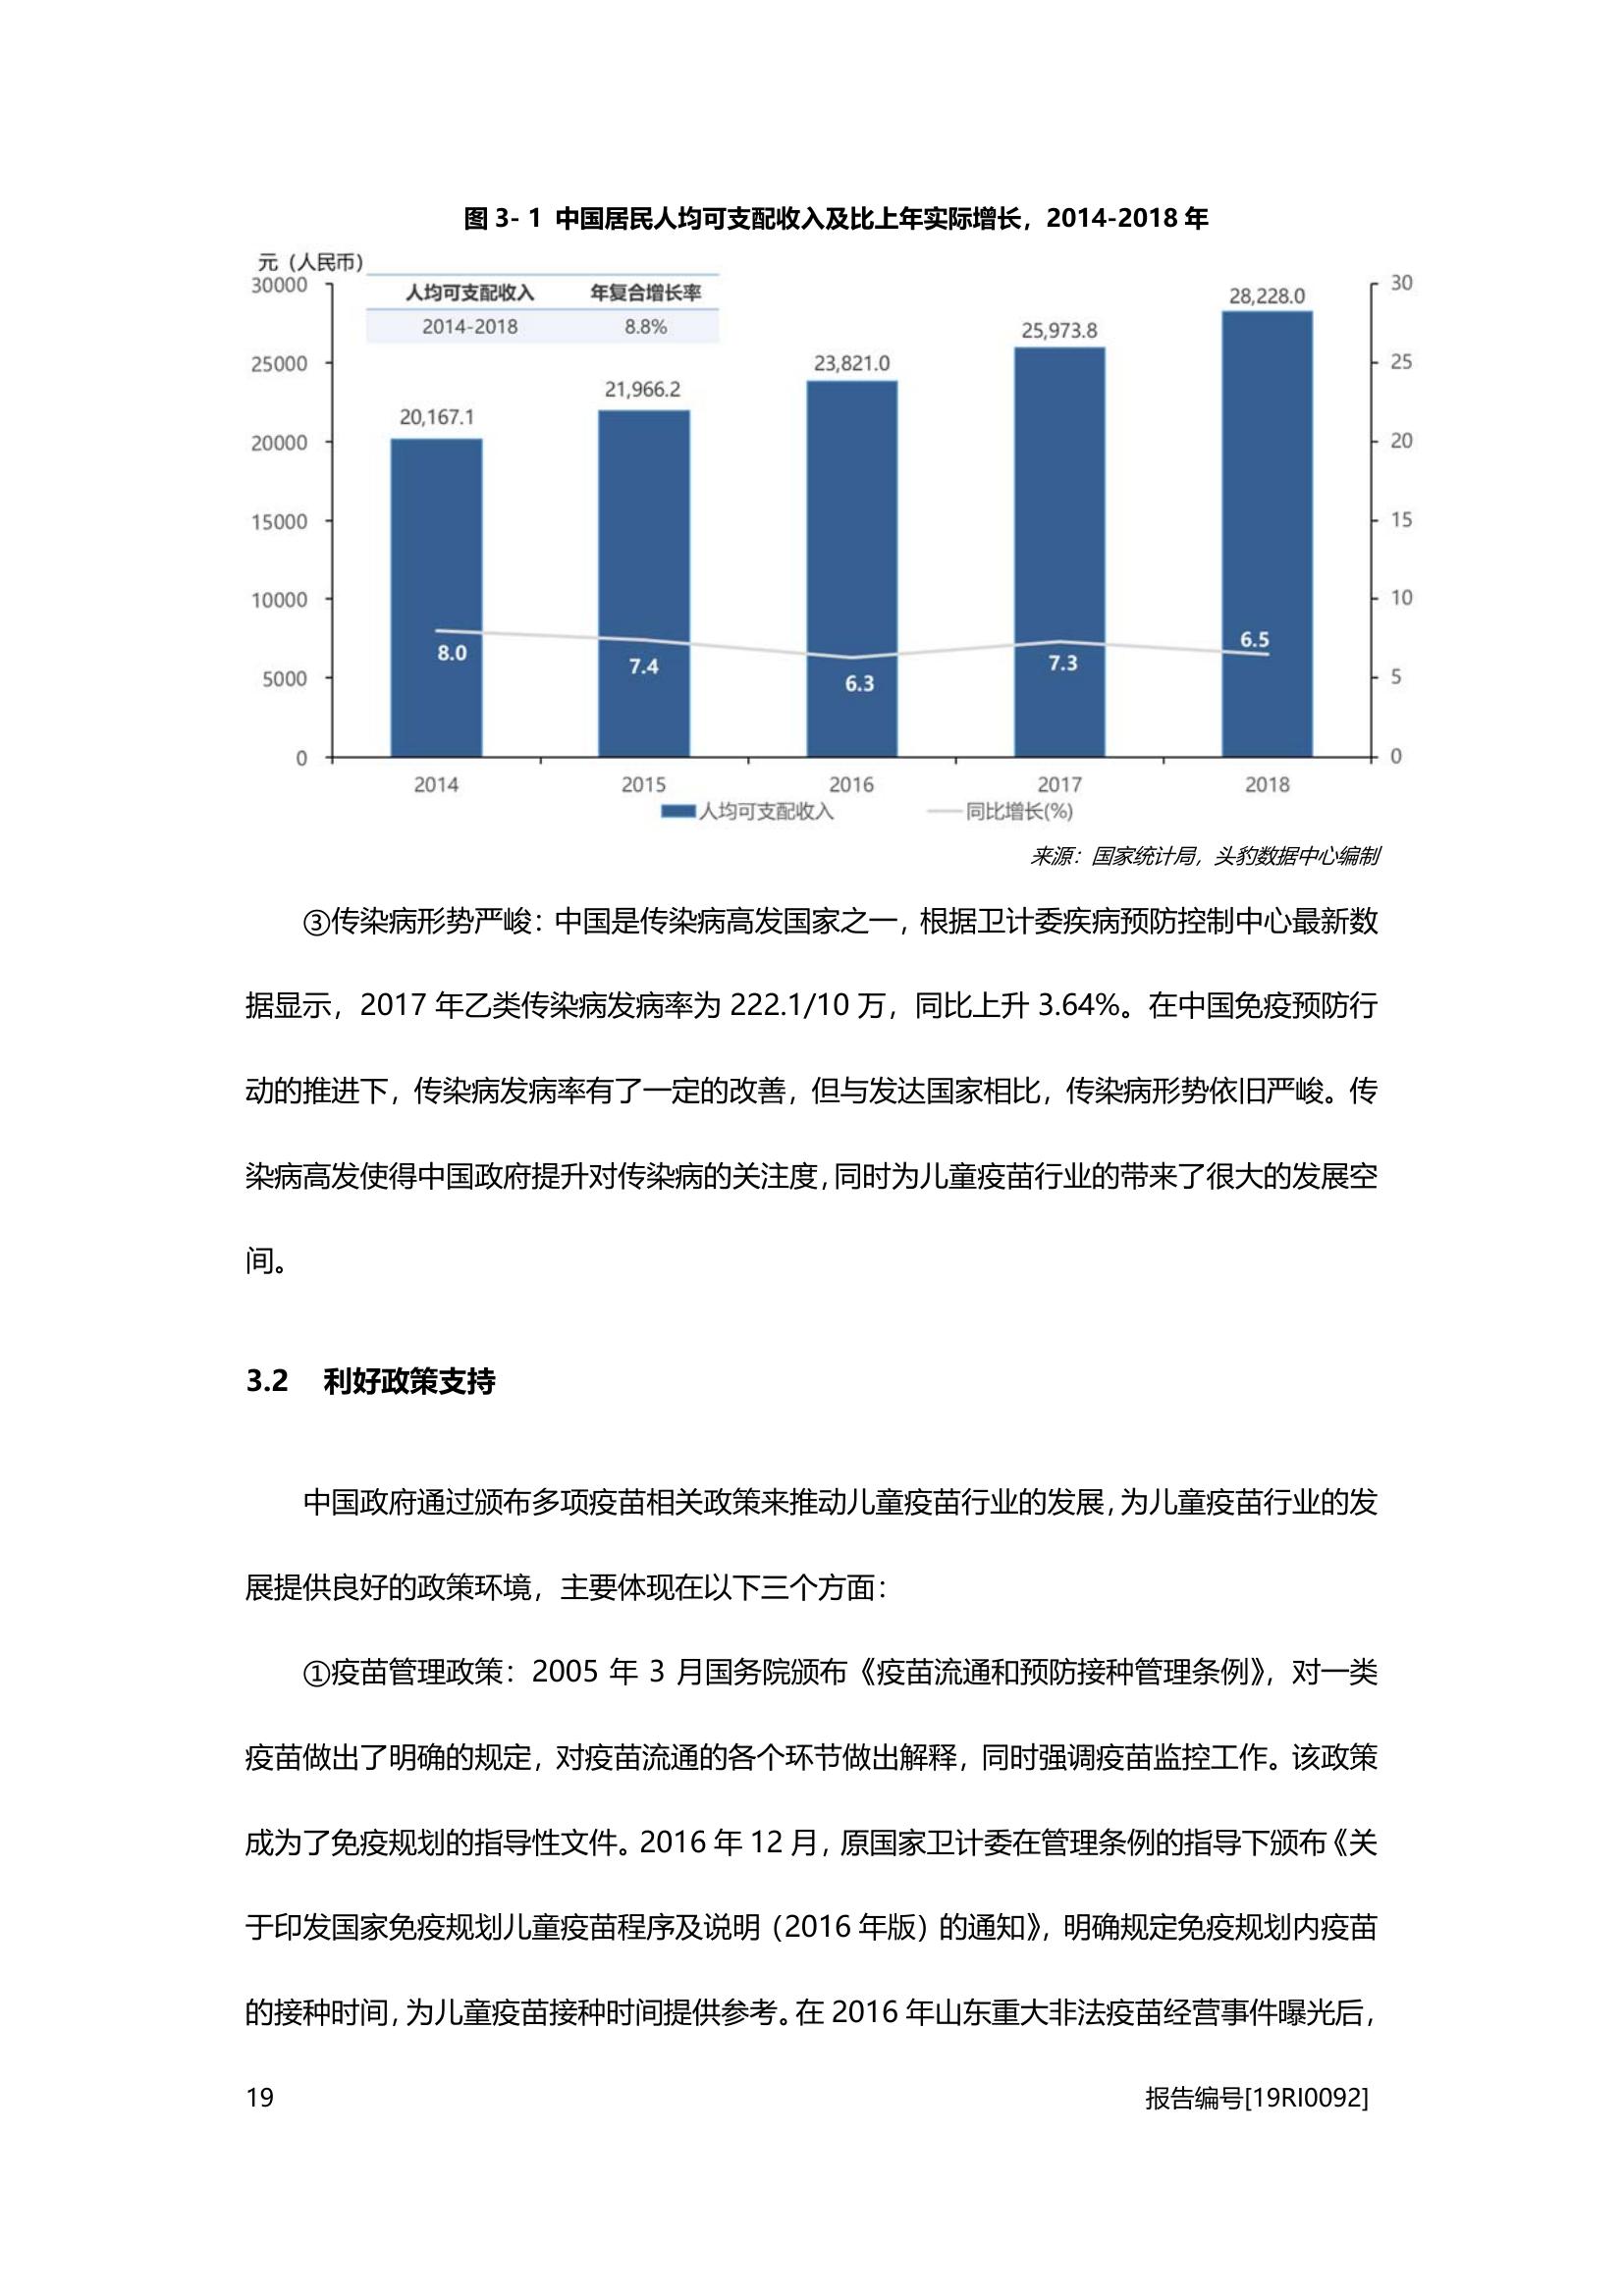 图 3- 1 中国居民人均可支配收入及比上年实际增长，2014-2018 年
元（人民币）
人均可支配收入 年复合增长率
2014-2018 8.8%
30000
25000
20000
15000
10000
5000
0
20,167.1
21,966.2
23,821.0
25,973.8
28,228.0
8.0
7.4
6.3
7.3
6.5
30
25
20
15
10
5
0
2014 2015 2016 2017 2018
人均可支配收入 同比增长(%)
来源：国家统计局，头豹数据中心编制
③传染病形势严峻：中国是传染病高发国家之一，根据卫计委疾病预防控制中心最新数
据显示，2017 年乙类传染病发病率为 222.1/10 万，同比上升 3.64%。在中国免疫预防行
动的推进下，传染病发病率有了一定的改善，但与发达国家相比，传染病形势依旧严峻。传
染病高发使得中国政府提升对传染病的关注度，同时为儿童疫苗行业的带来了很大的发展空
间。
3.2 利好政策支持
中国政府通过颁布多项疫苗相关政策来推动儿童疫苗行业的发展，为儿童疫苗行业的发
展提供良好的政策环境，主要体现在以下三个方面：
①疫苗管理政策：2005 年 3 月国务院颁布《疫苗流通和预防接种管理条例》，对一类
疫苗做出了明确的规定，对疫苗流通的各个环节做出解释，同时强调疫苗监控工作。该政策
成为了免疫规划的指导性文件。2016 年 12 月，原国家卫计委在管理条例的指导下颁布《关
于印发国家免疫规划儿童疫苗程序及说明（2016 年版）的通知》，明确规定免疫规划内疫苗
的接种时间，为儿童疫苗接种时间提供参考。在 2016 年山东重大非法疫苗经营事件曝光后，
19 报告编号[19RI0092]